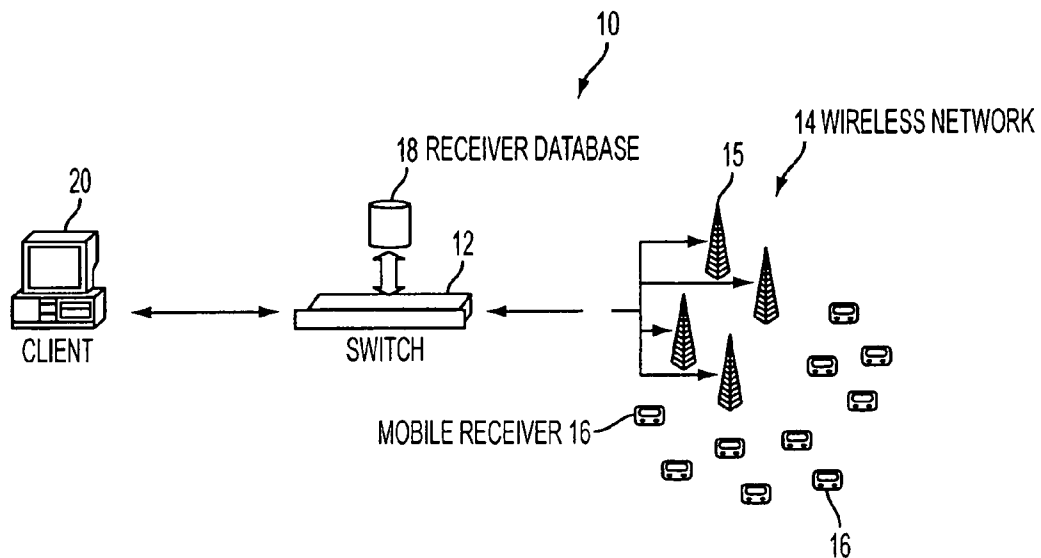 10
14 WIRELESS NETWORK
15
18 RECEIVER DATABASE
20
12
CLIENT
SWITCH
MOBILE RECEIVER 16
16